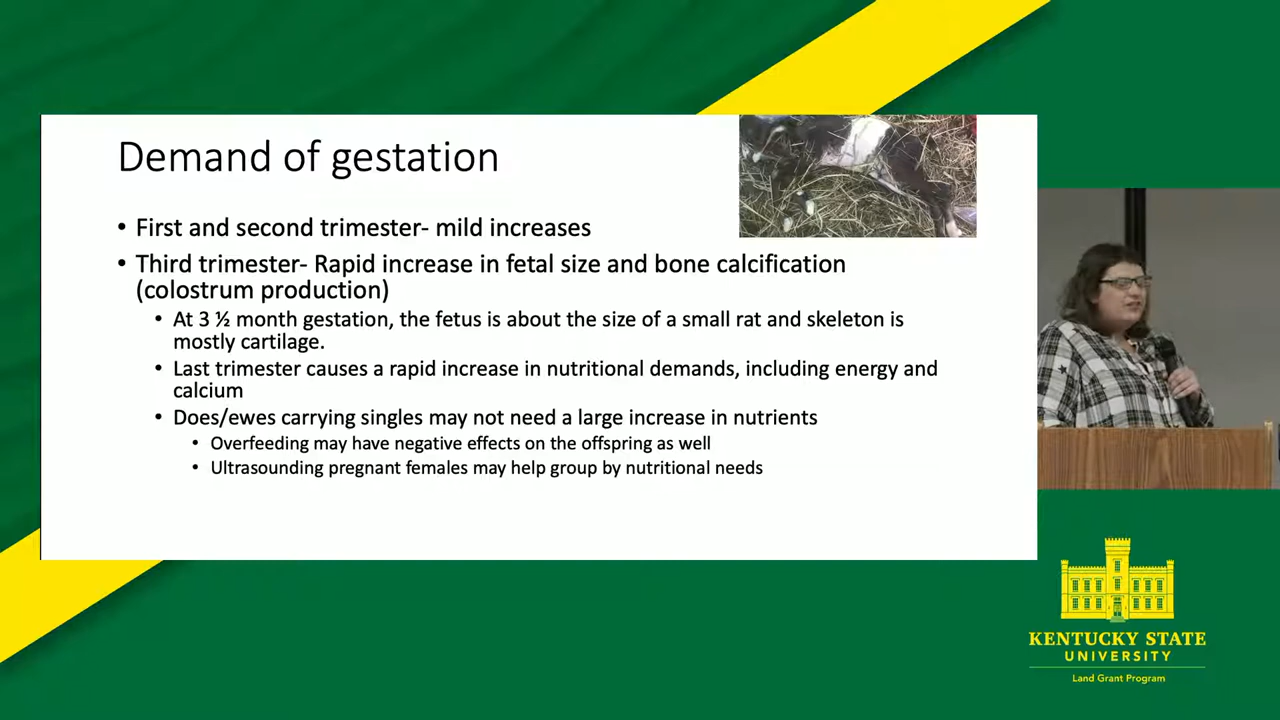 Demand of gestation
• First and second trimester- mild increases
• Third trimester- Rapid increase in fetal size and bone calcification
(colostrum production)
• At 3 ½ month gestation, the fetus is about the size of a small rat and skeleton is
mostly cartilage.
• Last trimester causes a rapid increase in nutritional demands, including energy and
calcium
• Does/ewes carrying singles may not need a large increase in nutrients
• Overfeeding may have negative effects on the offspring as well
• Ultrasounding pregnant females may help group by nutritional needs
KENTUCKY STATE
UNIVERSITY
Land Grant Program